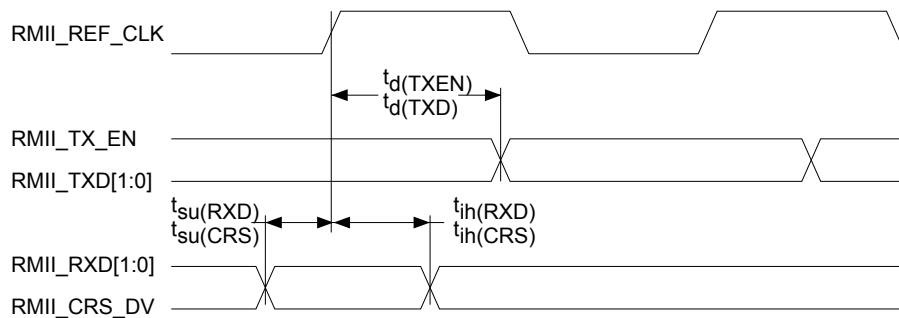 RMII_REF_CLK
td(TXEN)
td(TXD)
RMII_TX_EN
RMII_TXD[1:0]
tsu(RXD)
tsu(CRS)
tih(RXD)
tih(CRS)
RMII_RXD[1:0]
RMII_CRS_DV